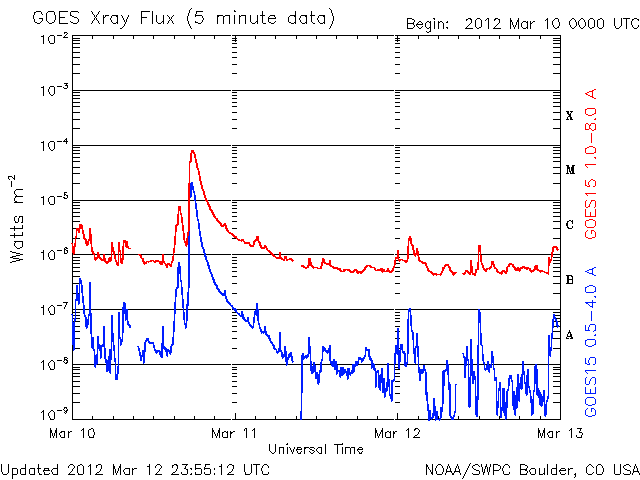 GOES Xray Flux (5 minute data)
Begin: 2012 Mar 10 0000 UTC
10⁻²
10⁻³
10⁻⁴
10⁻⁵
10⁻⁶
10⁻⁷
10⁻⁸
10⁻⁹
Watts m⁻²
X
M
C
B
A
GOES15 1.0–8.0 A
GOES15 0.5–4.0 A
Mar 10
Mar 11
Mar 12
Mar 13
Universal Time
Updated 2012 Mar 12 23:55:12 UTC
NOAA/SWPC Boulder, CO USA